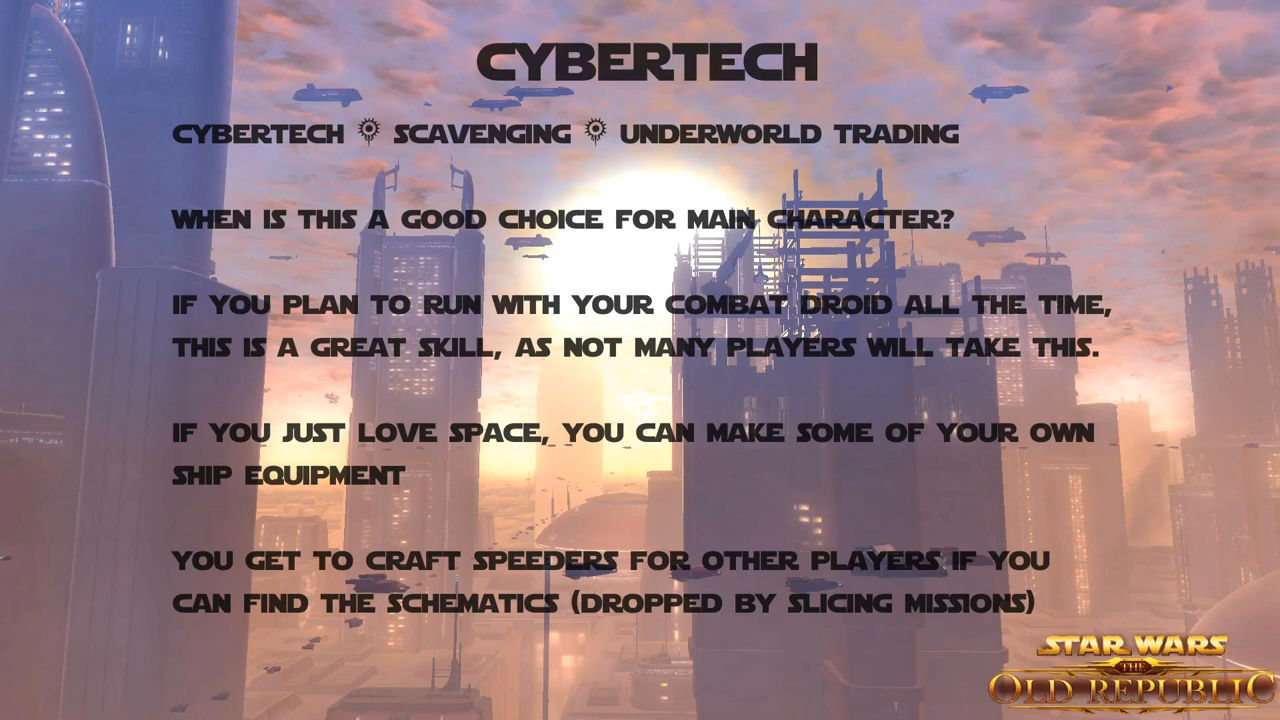 CYBERTECH
CYBERTECH SCAVENGING UNDERWORLD TRADING
WHEN IS THIS A GOOD CHOICE FOR MAIN CHARACTER?
IF YOU PLAN TO RUN WITH YOUR COMBAT DROID ALL THE TIME,
THIS IS A GREAT SKILL, AS NOT MANY PLAYERS WILL TAKE THIS.
IF YOU JUST LOVE SPACE, YOU CAN MAKE SOME OF YOUR OWN
SHIP EQUIPMENT
YOU GET TO CRAFT SPEEDERS FOR OTHER PLAYERS IF YOU
CAN FIND THE SCHEMATICS (DROPPED BY SLICING MISSIONS)
STAR WARS
THE
OLD REPUBLIC